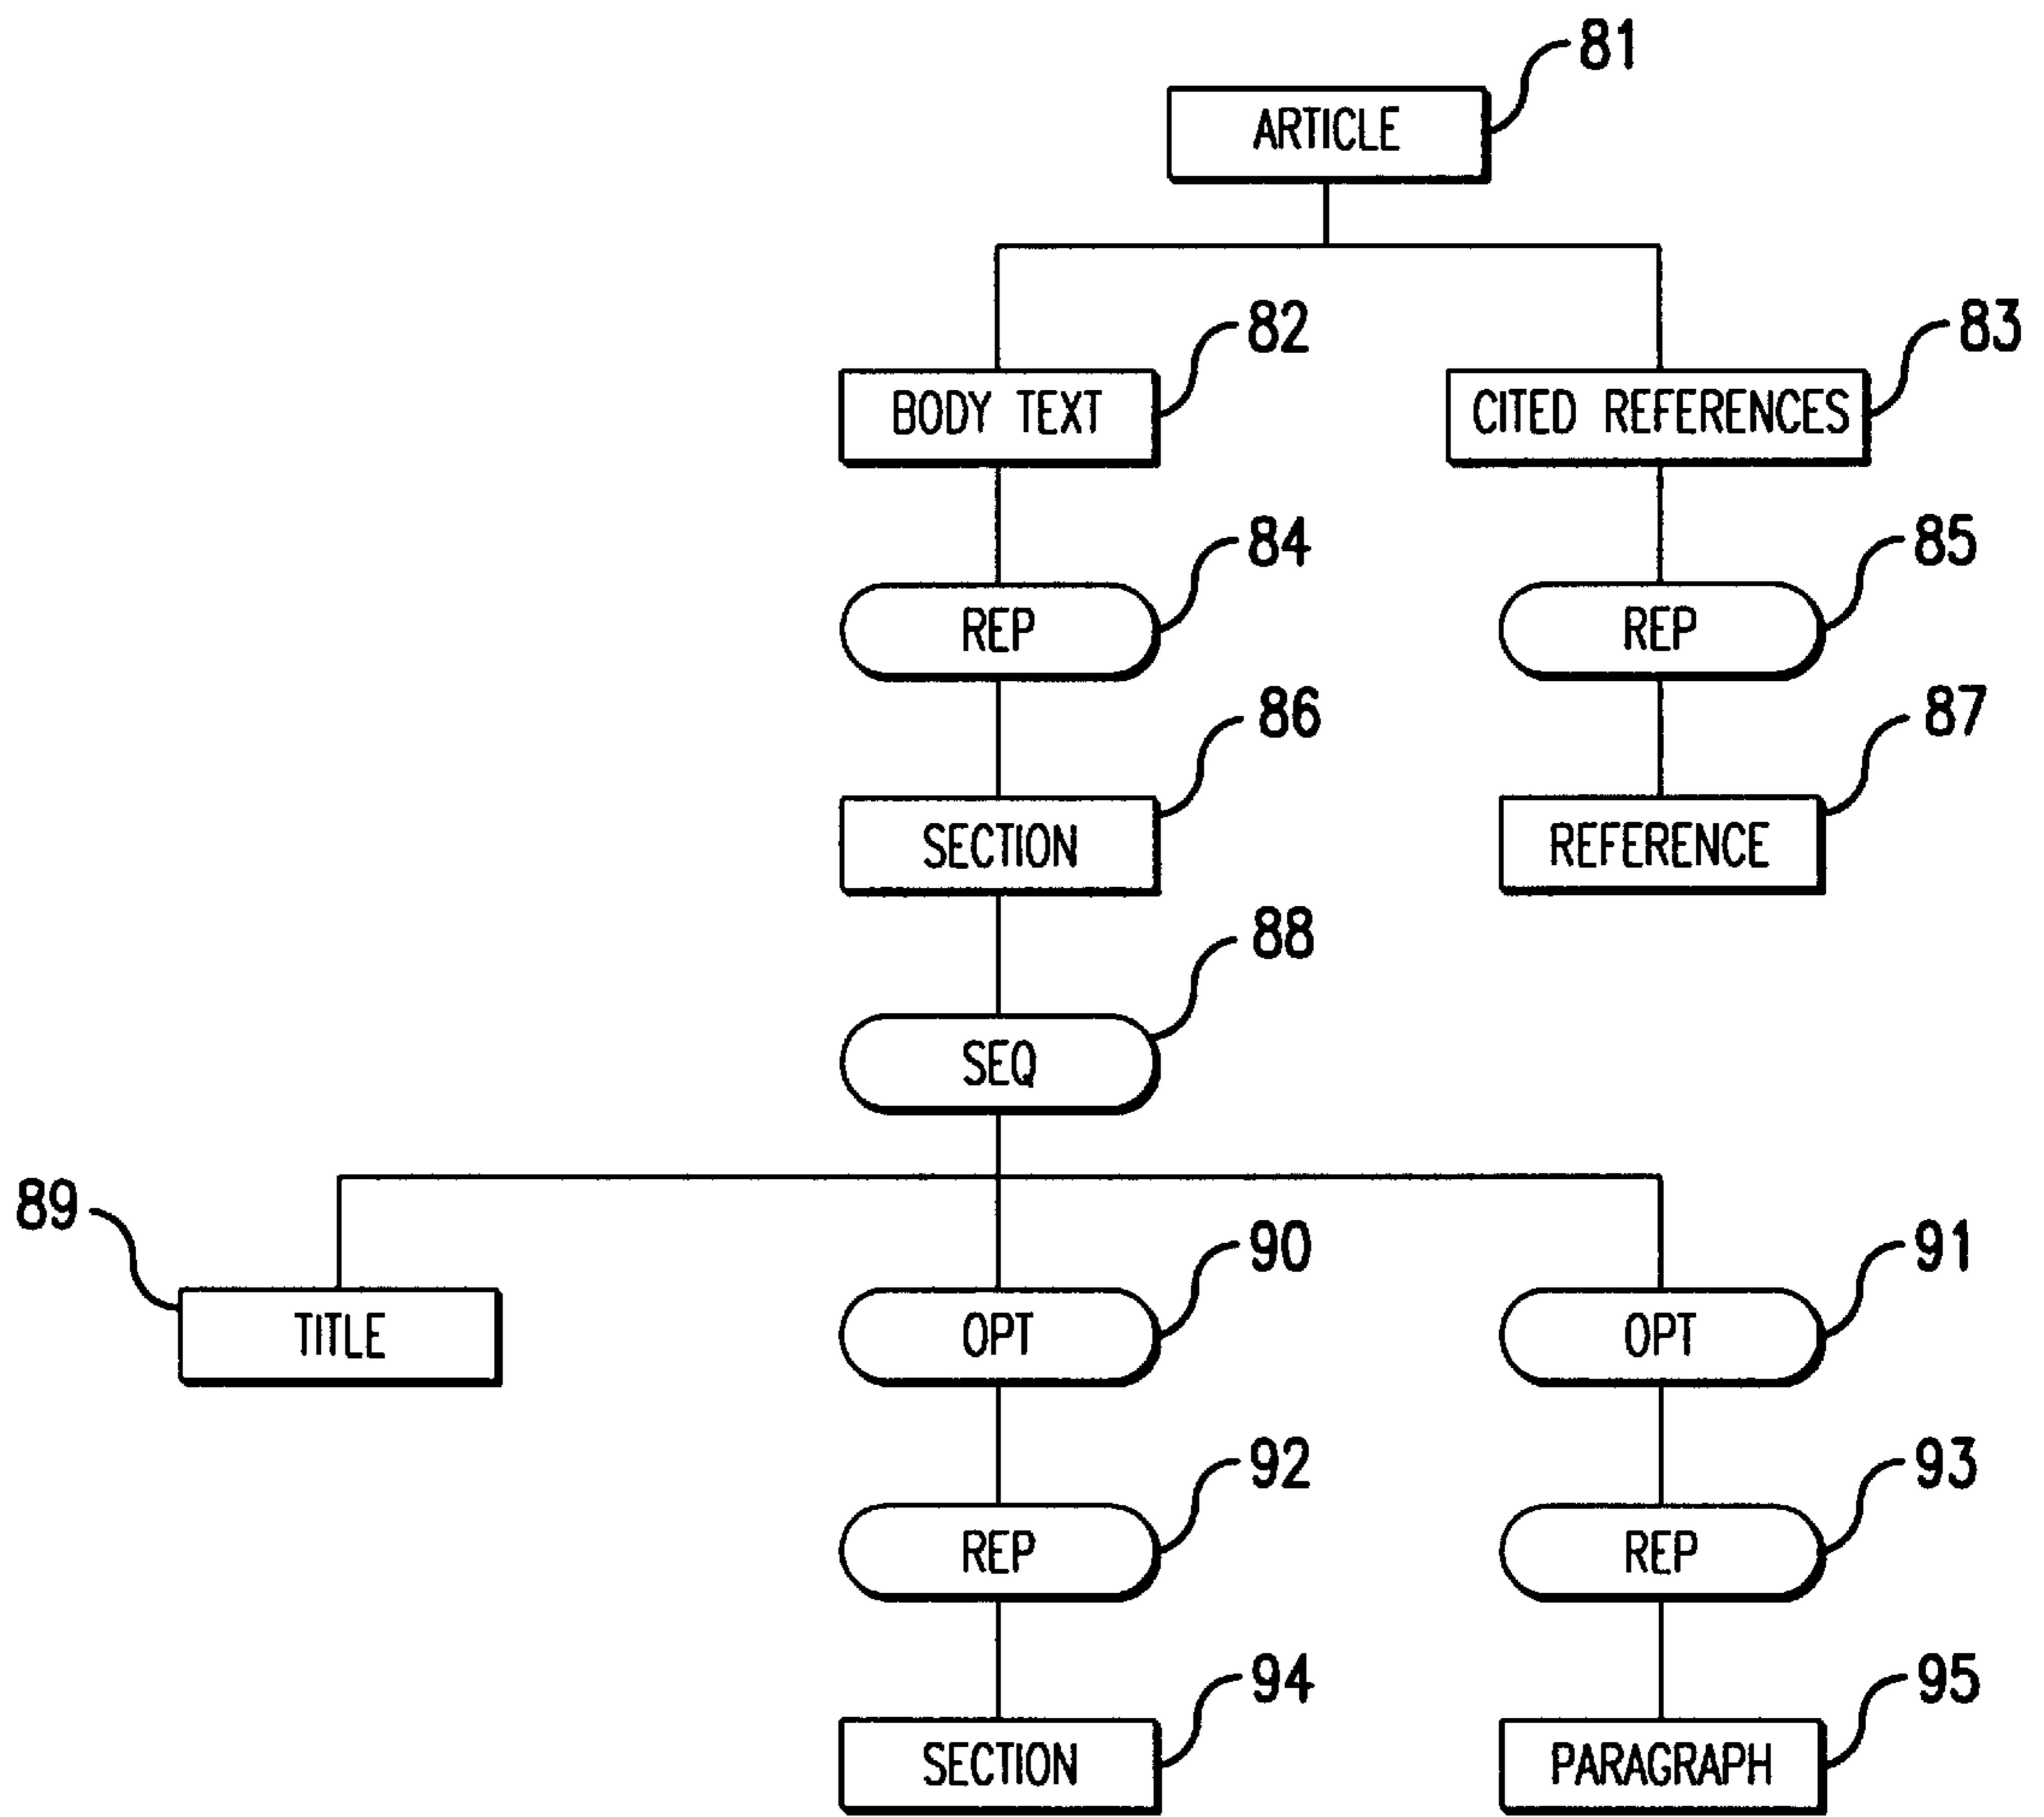 81
ARTICLE
82
83
BODY TEXT
CITED REFERENCES
84
85
REP
REP
86
87
SECTION
REFERENCE
88
SEQ
89
90
91
TITLE
OPT
OPT
92
93
REP
REP
94
95
SECTION
PARAGRAPH